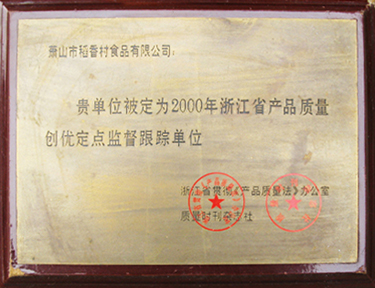 萧山市稻香村食品有限公司：
贵单位被定为2000年浙江省产品质量
创优定点监督跟踪单位
浙江省贯彻《产品质量法》办公室
质量时刊杂志社